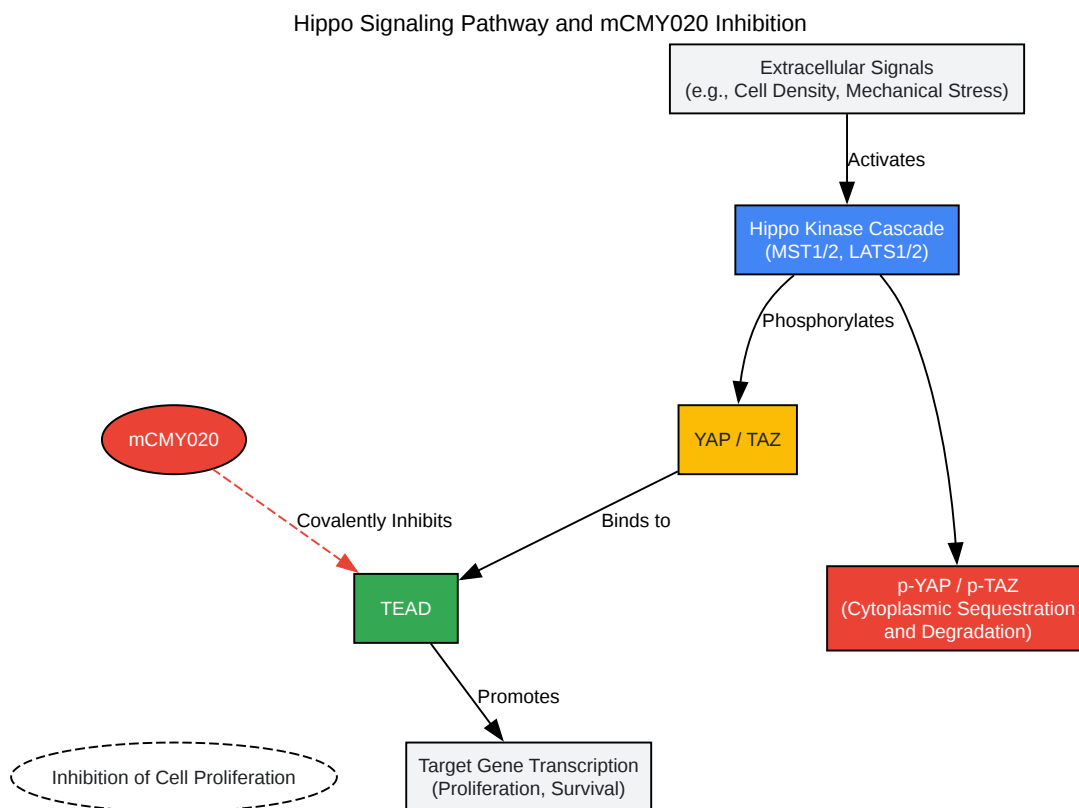 Hippo Signaling Pathway and mCMY020 Inhibition
Extracellular Signals
(e.g., Cell Density, Mechanical Stress)
Activates
Hippo Kinase Cascade
(MST1/2, LATS1/2)
Phosphorylates
YAP / TAZ
mCMY020
Covalently Inhibits
Binds to
TEAD
p-YAP / p-TAZ
(Cytoplasmic Sequestration
and Degradation)
Promotes
Target Gene Transcription
(Proliferation, Survival)
Inhibition of Cell Proliferation